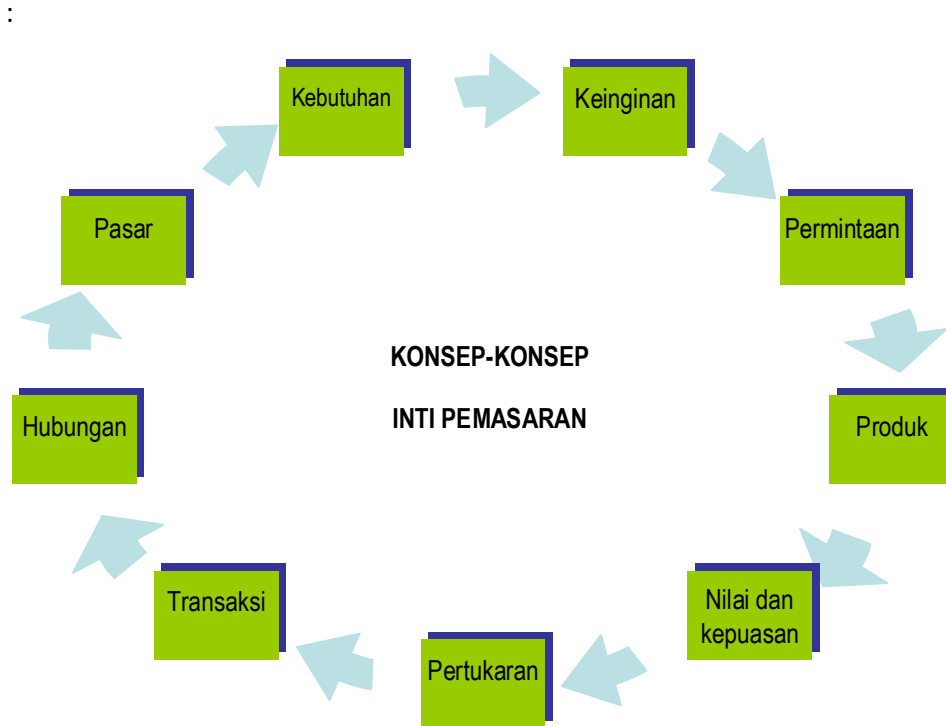 :
Kebutuhan
Keinginan
Permintaan
Produk
Nilai dan
kepuasan
Pertukaran
Transaksi
Hubungan
Pasar
KONSEP-KONSEP
INTI PEMASARAN